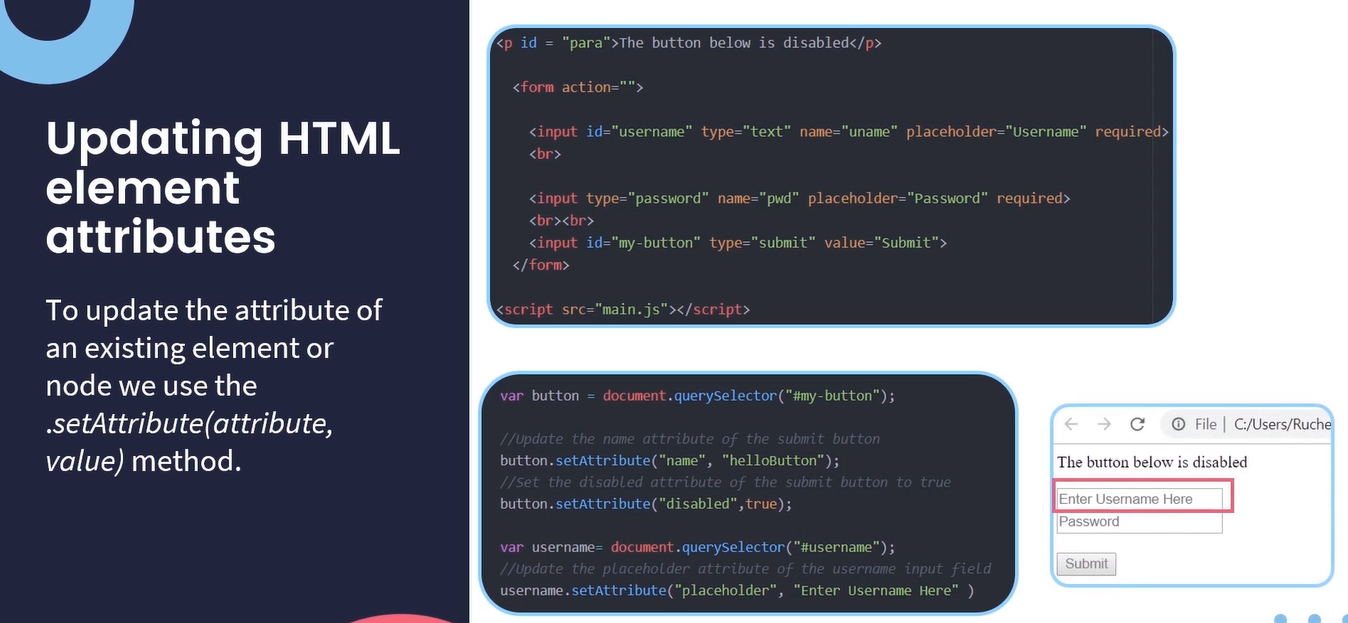 Updating HTML
element
attributes
To update the attribute of
an existing element or
node we use the
.setAttribute(attribute,
value) method.
<p id = "para">The button below is disabled</p>
<form action="">
<input id="username" type="text" name="uname" placeholder="Username" required>
<br>
<input type="password" name="pwd" placeholder="Password" required>
<br><br>
<input id="my-button" type="submit" value="Submit">
</form>
<script src="main.js"></script>
var button = document.querySelector("#my-button");
//Update the name attribute of the submit button
button.setAttribute("name", "helloButton");
//Set the disabled attribute of the submit button to true
button.setAttribute("disabled",true);
var username= document.querySelector("#username");
//Update the placeholder attribute of the username input field
username.setAttribute("placeholder", "Enter Username Here" )
File | C:/Users/Ruche
The button below is disabled
Enter Username Here
Password
Submit